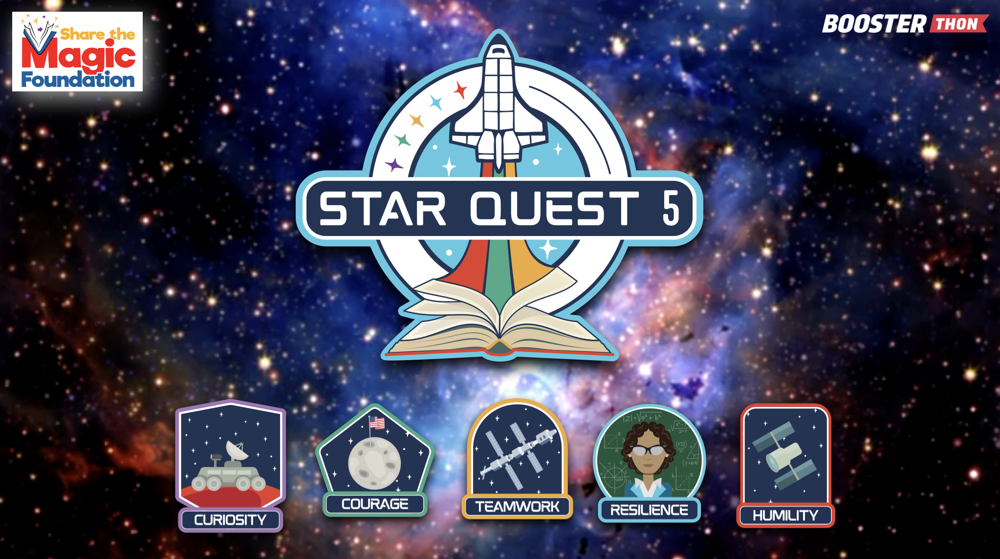 Share the
Magic
Foundation
BOOSTER THON
STAR QUEST 5
CURIOSITY
COURAGE
TEAMWORK
RESILIENCE
HUMILITY